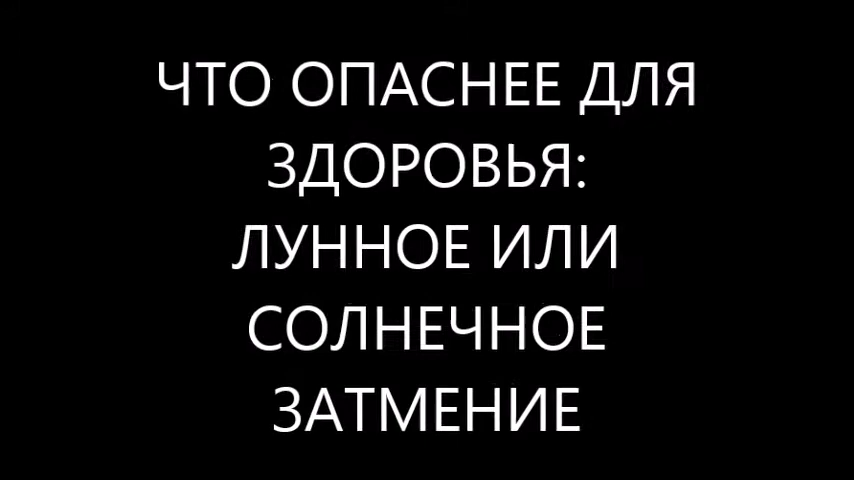 ЧТО ОПАСНЕЕ ДЛЯ
ЗДОРОВЬЯ:
ЛУННОЕ ИЛИ
СОЛНЕЧНОЕ
ЗАТМЕНИЕ